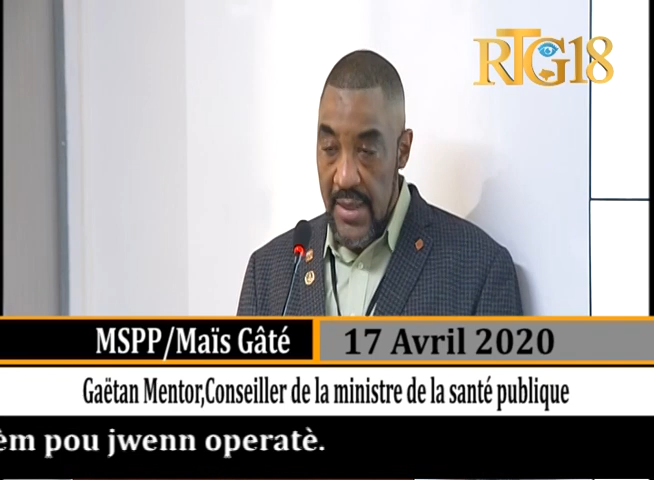 RTG18
MSPP/Maïs Gâté
17 Avril 2020
Gaëtan Mentor,Conseiller de la ministre de la santé publique
èm pou jwenn operatè.